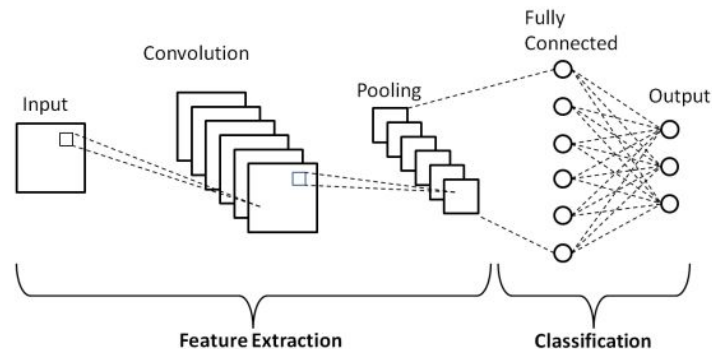 Input
Convolution
Pooling
Fully
Connected
Output
Feature Extraction
Classification